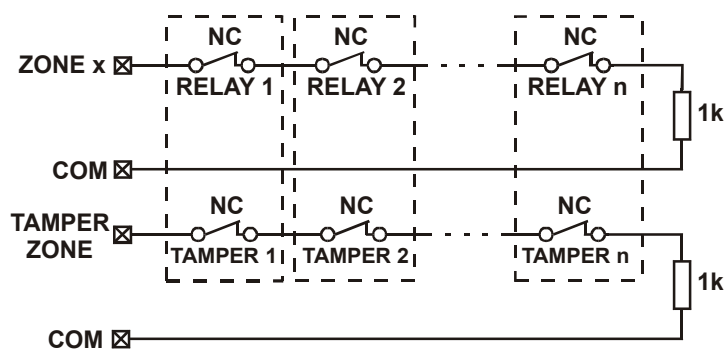 NC NC NC
ZONE x
RELAY 1 RELAY 2 RELAY n
1k
COM
NC NC NC
TAMPER
ZONE
TAMPER 1 TAMPER 2 TAMPER n
1k
COM